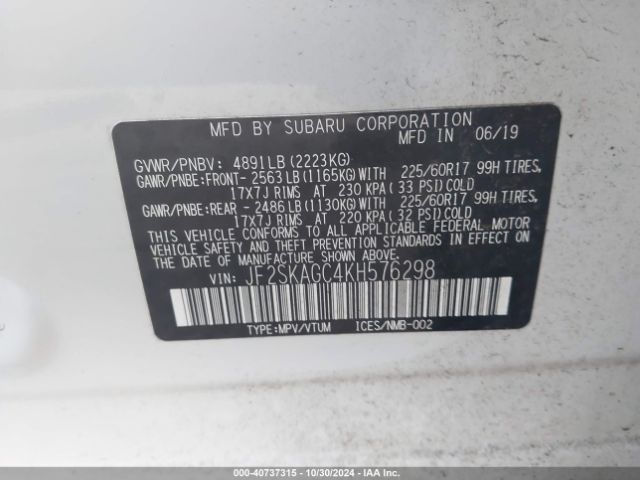 MFD BY SUBARU CORPORATION
MFD IN 06/19
GVWR/PNBV: 4891LB (2223KG)
GAWR/PNBE:FRONT- 2563LB (1165KG)WITH 225/60R17 99H TIRES,
17X7J RIMS AT 230 KPA (33 PSI)COLD
GAWR/PNBE:REAR - 2486LB (1130KG)WITH 225/60R17 99H TIRES,
17X7J RIMS AT 220 KPA (32 PSI)COLD
THIS VEHICLE CONFORMS TO ALL APPLICABLE FEDERAL MOTOR
VEHICLE SAFETY AND THEFT PREVENTION STANDARDS IN EFFECT ON
THE DATE OF MANUFACTURE SHOWN ABOVE.
VIN: JF2SKAGC4KH576298
TYPE:MPV/VTUM ICES/NMB-002
000-40737315 - 10/30/2024 - IAA Inc.